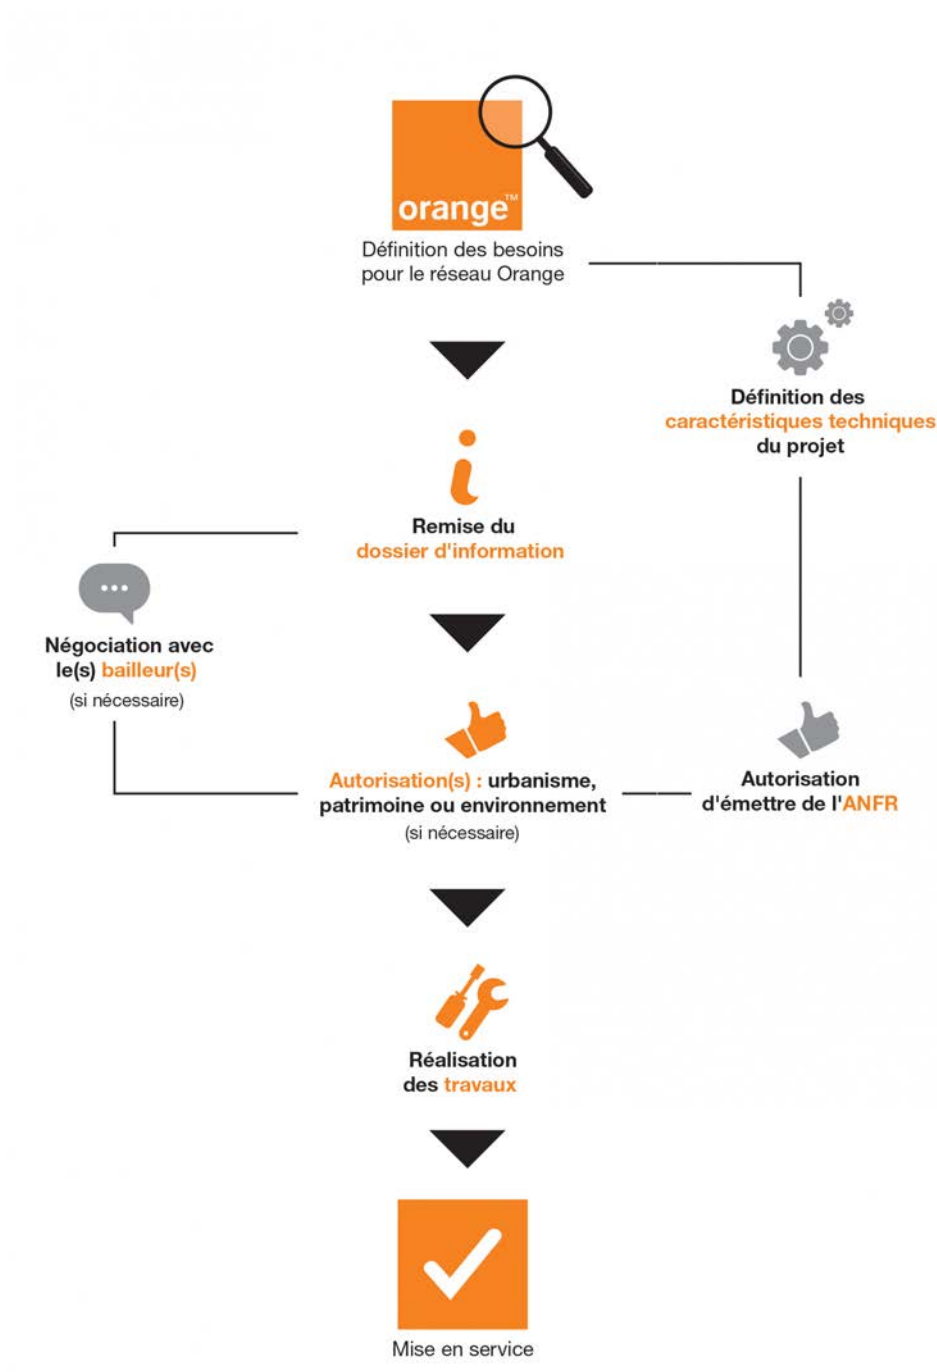 orange™
Définition des besoins
pour le réseau Orange
Définition des
caractéristiques techniques
du projet
Remise du
dossier d'information
Négociation avec
le(s) bailleur(s)
(si nécessaire)
Autorisation(s) : urbanisme,
patrimoine ou environnement
(si nécessaire)
Autorisation
d'émettre de l'ANFR
Réalisation
des travaux
Mise en service